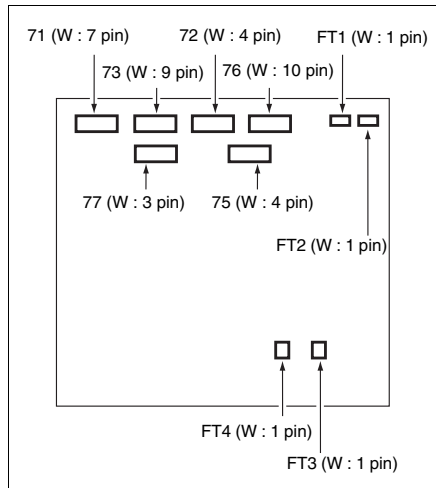 71 (W : 7 pin) 72 (W : 4 pin) FT1 (W : 1 pin)
73 (W : 9 pin) 76 (W : 10 pin)
77 (W : 3 pin) 75 (W : 4 pin)
FT2 (W : 1 pin)
FT4 (W : 1 pin)
FT3 (W : 1 pin)